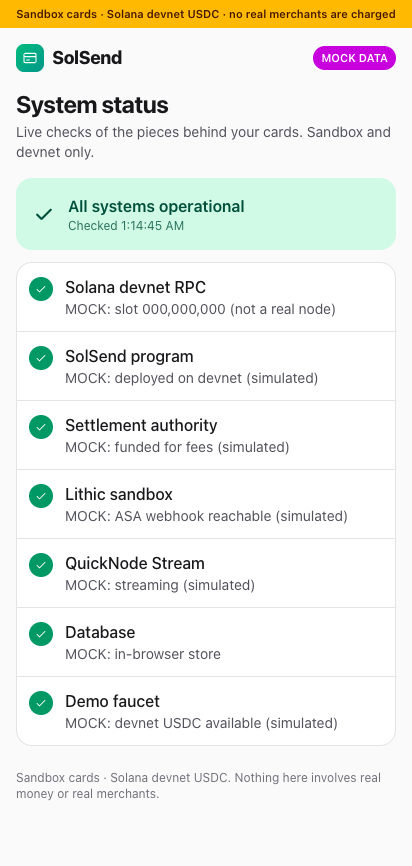 Sandbox cards · Solana devnet USDC · no real merchants are charged
SolSend
MOCK DATA
System status
Live checks of the pieces behind your cards. Sandbox and
devnet only.
All systems operational
Checked 1:14:45 AM
Solana devnet RPC
MOCK: slot 000,000,000 (not a real node)
SolSend program
MOCK: deployed on devnet (simulated)
Settlement authority
MOCK: funded for fees (simulated)
Lithic sandbox
MOCK: ASA webhook reachable (simulated)
QuickNode Stream
MOCK: streaming (simulated)
Database
MOCK: in-browser store
Demo faucet
MOCK: devnet USDC available (simulated)
Sandbox cards · Solana devnet USDC. Nothing here involves real
money or real merchants.